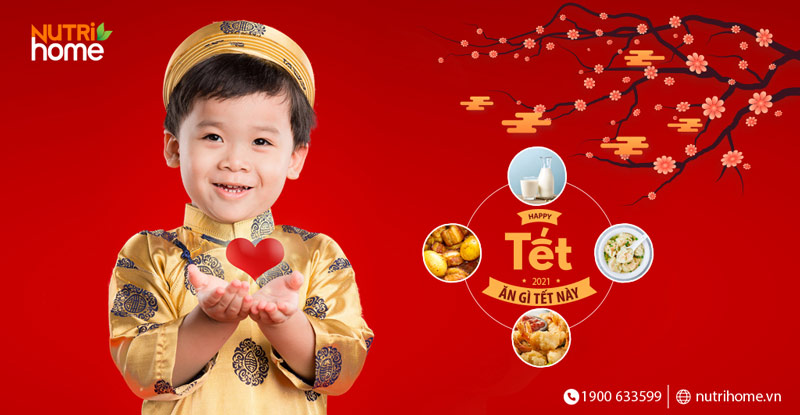 NUTRi
home
HAPPY
Tết
2021
ĂN GÌ TẾT NÀY
1900 633599 | nutrihome.vn